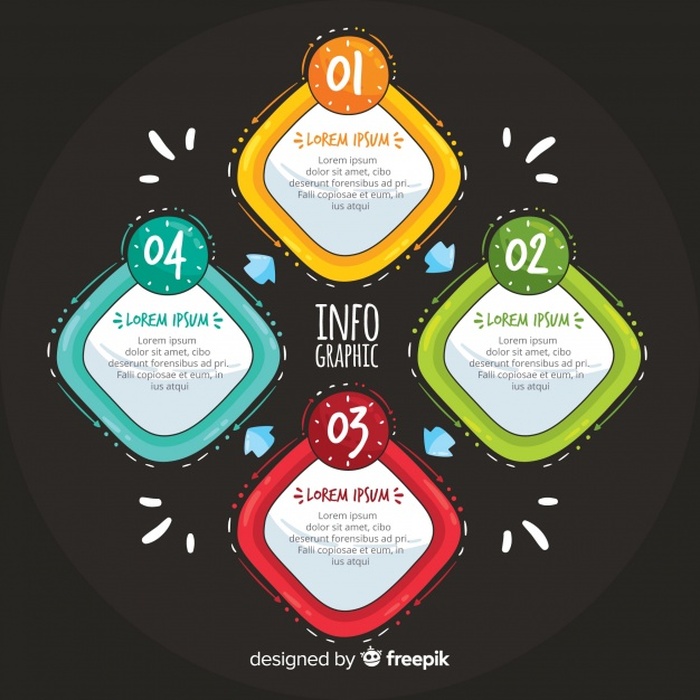 01
LOREM IPSUM
Lorem ipsum
dolor sit amet, cum
deserunt forensibus ad pri.
Falli copiosae et eum, in
ius atqui
02
LOREM IPSUM
Lorem ipsum
dolor sit amet, cum
deserunt forensibus ad pri.
Falli copiosae et eum, in
ius atqui
03
LOREM IPSUM
Lorem ipsum
dolor sit amet, cum
deserunt forensibus ad pri.
Falli copiosae et eum, in
ius atqui
04
LOREM IPSUM
Lorem ipsum
dolor sit amet, cum
deserunt forensibus ad pri.
Falli copiosae et eum, in
ius atqui
INFO
GRAPHIC
designed by freepik